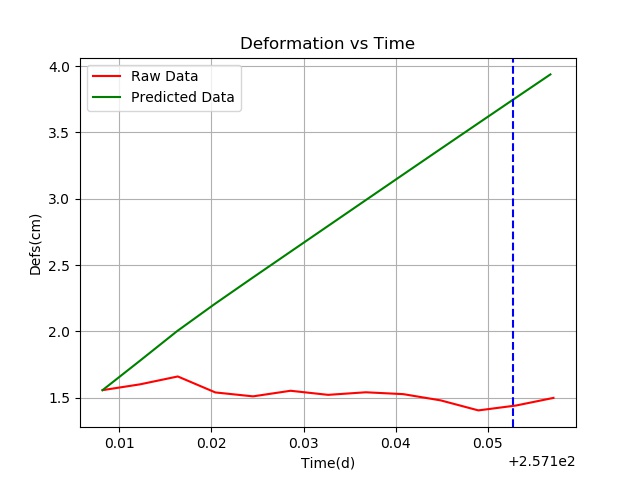 Deformation vs Time
Raw Data
Predicted Data
Defs(cm)
4.0
3.5
3.0
2.5
2.0
1.5
0.01 0.02 0.03 0.04 0.05
Time(d)
+2.571e2